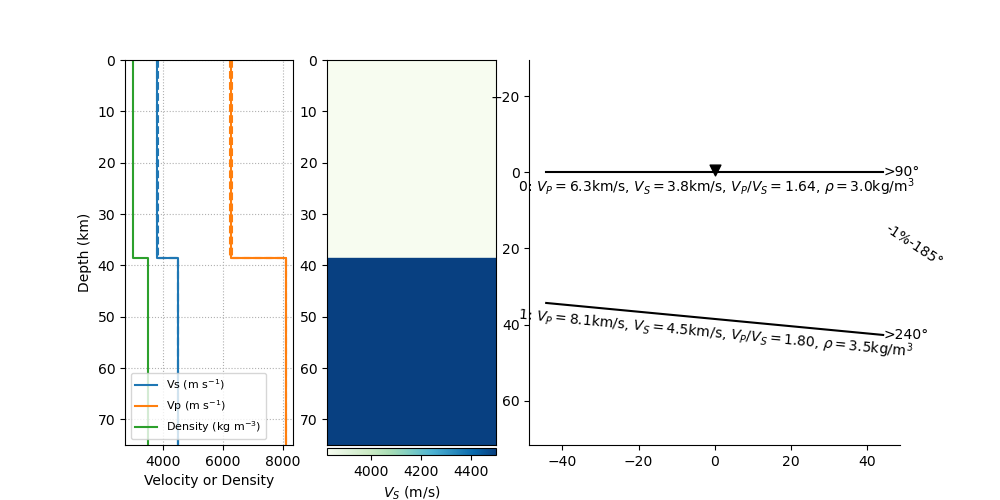 0
10
20
30
40
50
60
70
Depth (km)
4000 6000 8000
Velocity or Density
Vs (m s⁻¹)
Vp (m s⁻¹)
Density (kg m⁻³)
0
10
20
30
40
50
60
70
4000 4200 4400
V_S (m/s)
−20
0
20
40
60
−40 −20 0 20 40
>90°
0: V_P = 6.3km/s, V_S = 3.8km/s, V_P/V_S = 1.64, ρ = 3.0kg/m³
-1%-185°
>240°
1: V_P = 8.1km/s, V_S = 4.5km/s, V_P/V_S = 1.80, ρ = 3.5kg/m³